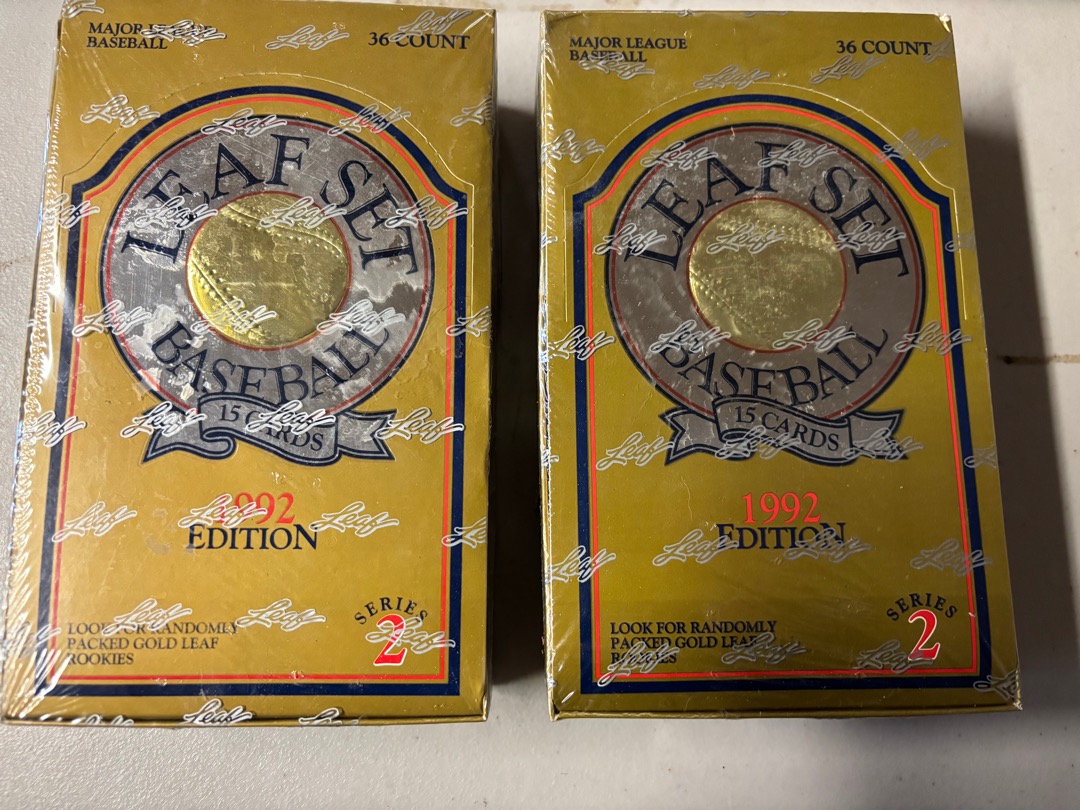 MAJOR LEAGUE
BASEBALL
36 COUNT
LEAF SET
BASEBALL
15 CARDS
1992
EDITION
LOOK FOR RANDOMLY
PACKED GOLD LEAF
ROOKIES
SERIES
2
MAJOR LEAGUE
BASEBALL
36 COUNT
LEAF SET
BASEBALL
15 CARDS
1992
EDITION
LOOK FOR RANDOMLY
PACKED GOLD LEAF
ROOKIES
SERIES
2
Leaf